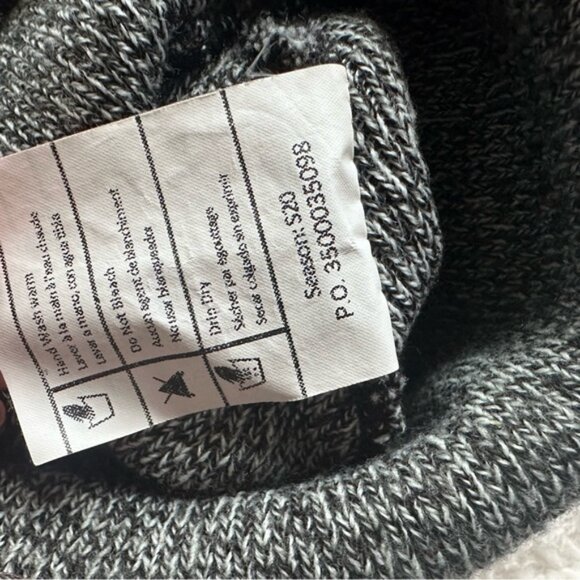 Hand Wash warm
Laver à la main à l'eau chaude
Lavar a mano, con agua tibia
Do Not Bleach
Aucun agent de blanchiment
No usar blanqueador
Drip Dry
Sécher par égouttage
Secar Colgado sin exprimir
Season: S20
P.O. 3500035098